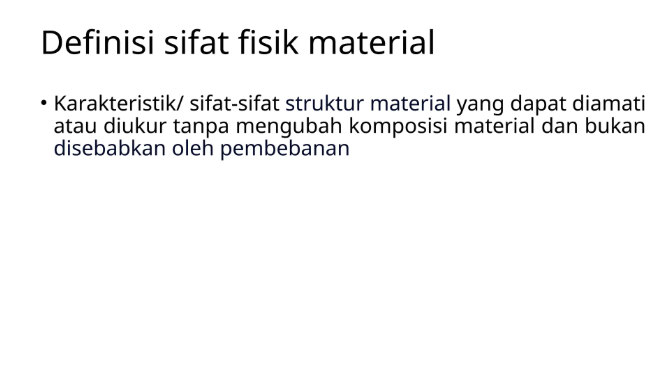 Definisi sifat fisik material
• Karakteristik/ sifat-sifat struktur material yang dapat diamati
atau diukur tanpa mengubah komposisi material dan bukan
disebabkan oleh pembebanan